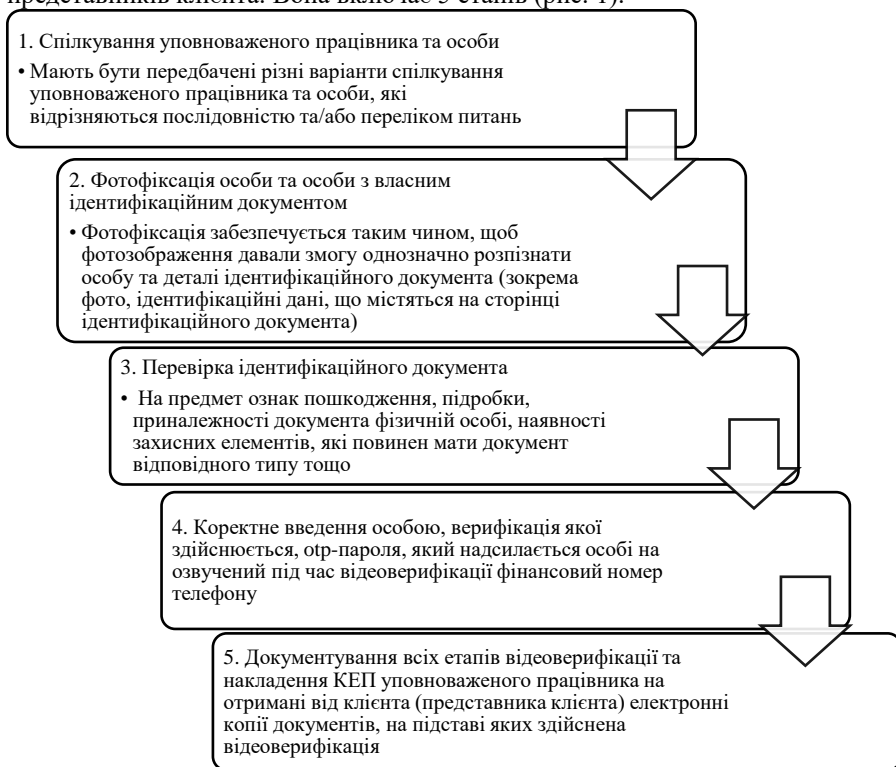 представників клієнта. Вона включає 5 етапів (рис. 1).
1. Спілкування уповноваженого працівника та особи
• Мають бути передбачені різні варіанти спілкування
уповноваженого працівника та особи, які
відрізняються послідовністю та/або переліком питань
2. Фотофіксація особи та особи з власним
ідентифікаційним документом
• Фотофіксація забезпечується таким чином, щоб
фотозображення давали змогу однозначно розпізнати
особу та деталі ідентифікаційного документа (зокрема
фото, ідентифікаційні дані, що містяться на сторінці
ідентифікаційного документа)
3. Перевірка ідентифікаційного документа
• На предмет ознак пошкодження, підробки,
приналежності документа фізичній особі, наявності
захисних елементів, які повинен мати документ
відповідного типу тощо
4. Коректне введення особою, верифікація якої
здійснюється, otp-пароля, який надсилається особі на
озвучений під час відеоверифікації фінансовий номер
телефону
5. Документування всіх етапів відеоверифікації та
накладення КЕП уповноваженого працівника на
отримані від клієнта (представника клієнта) електронні
копії документів, на підставі яких здійснена
відеоверифікація